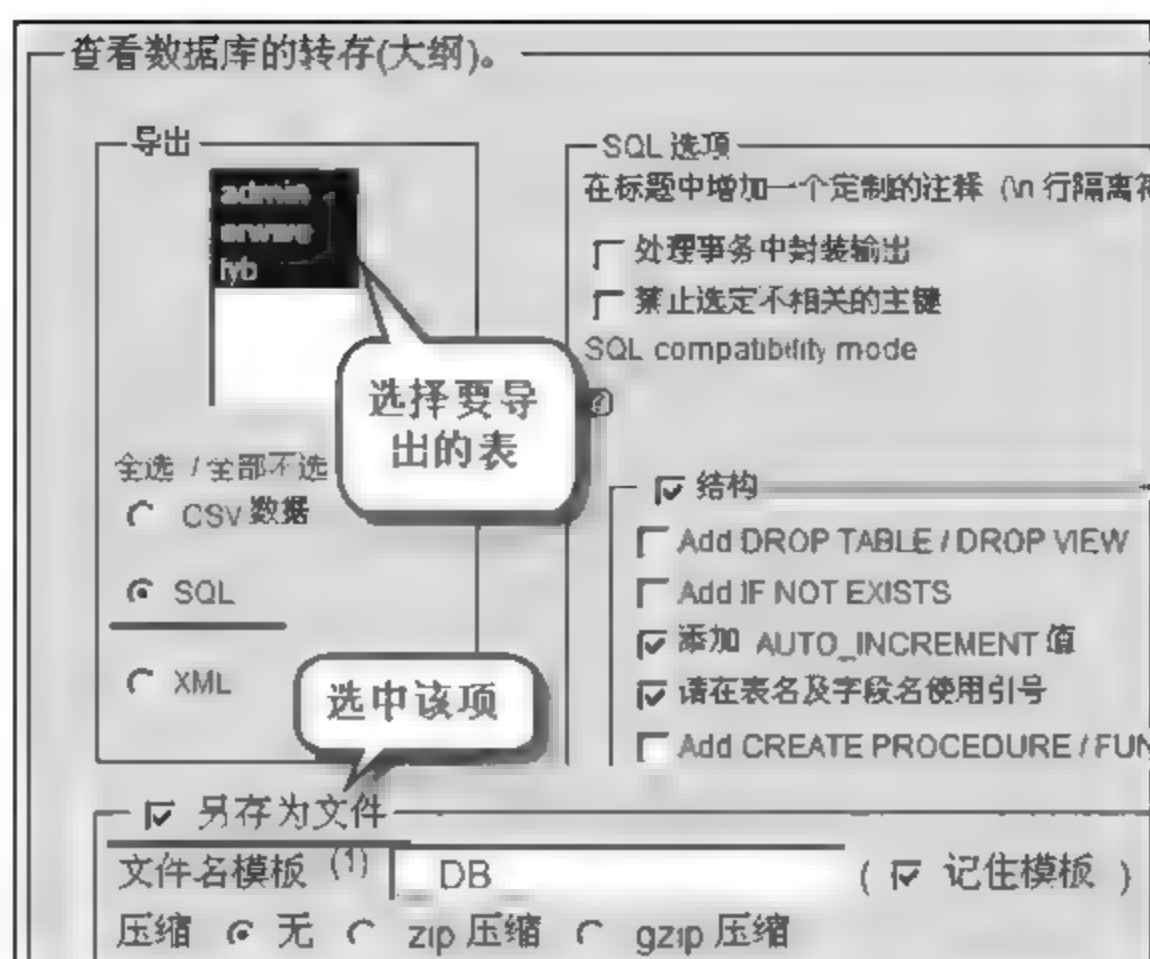 查看数据库的转存(大纲)。
导出
admin
lyb
选择要导
出的表
全选 / 全部不选
CSV 数据
SQL
XML
选中该项
SQL 选项
在标题中增加一个定制的注释 (\n 行隔离符
处理事务中封装输出
禁止选定不相关的主键
SQL compatibility mode
结构
Add DROP TABLE / DROP VIEW
Add IF NOT EXISTS
添加 AUTO_INCREMENT 值
请在表名及字段名使用引号
Add CREATE PROCEDURE / FUN
另存为文件
文件名模板 (1) DB ( 记住模板 )
压缩 无 zip 压缩 gzip 压缩